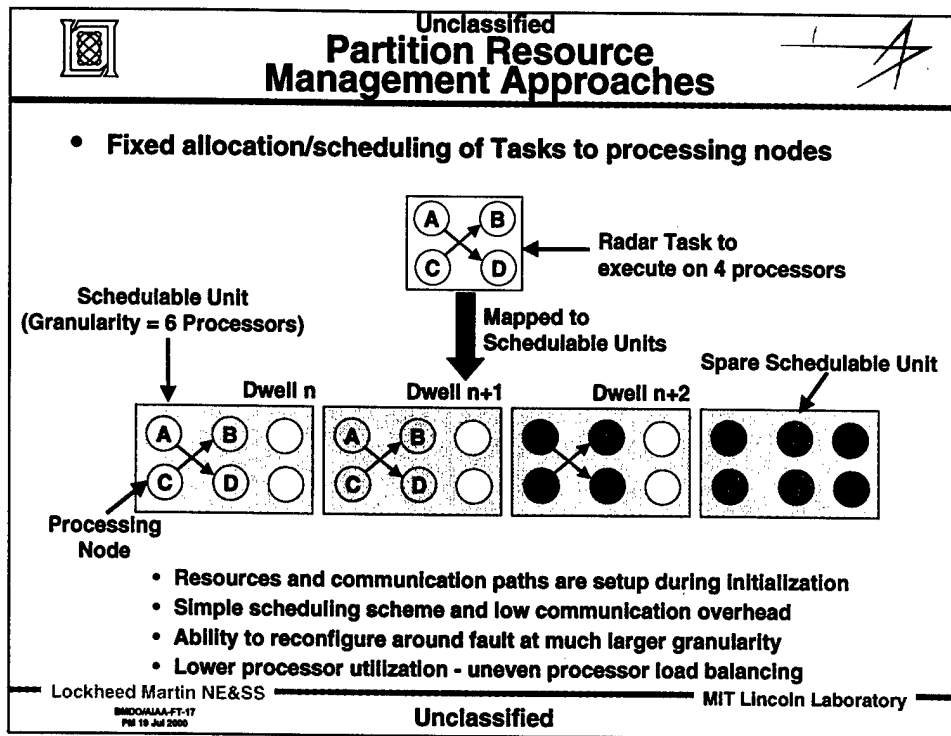 Unclassified
Partition Resource
Management Approaches
• Fixed allocation/scheduling of Tasks to processing nodes
A B
C D
Radar Task to
execute on 4 processors
Schedulable Unit
(Granularity = 6 Processors)
Mapped to
Schedulable Units
Spare Schedulable Unit
Dwell n
Dwell n+1
Dwell n+2
A B
C D
A B
C D
Processing
Node
• Resources and communication paths are setup during initialization
• Simple scheduling scheme and low communication overhead
• Ability to reconfigure around fault at much larger granularity
• Lower processor utilization - uneven processor load balancing
Lockheed Martin NE&SS
MIT Lincoln Laboratory
BMDO/AIAA-FT-17
PM 19 Jul 2000
Unclassified